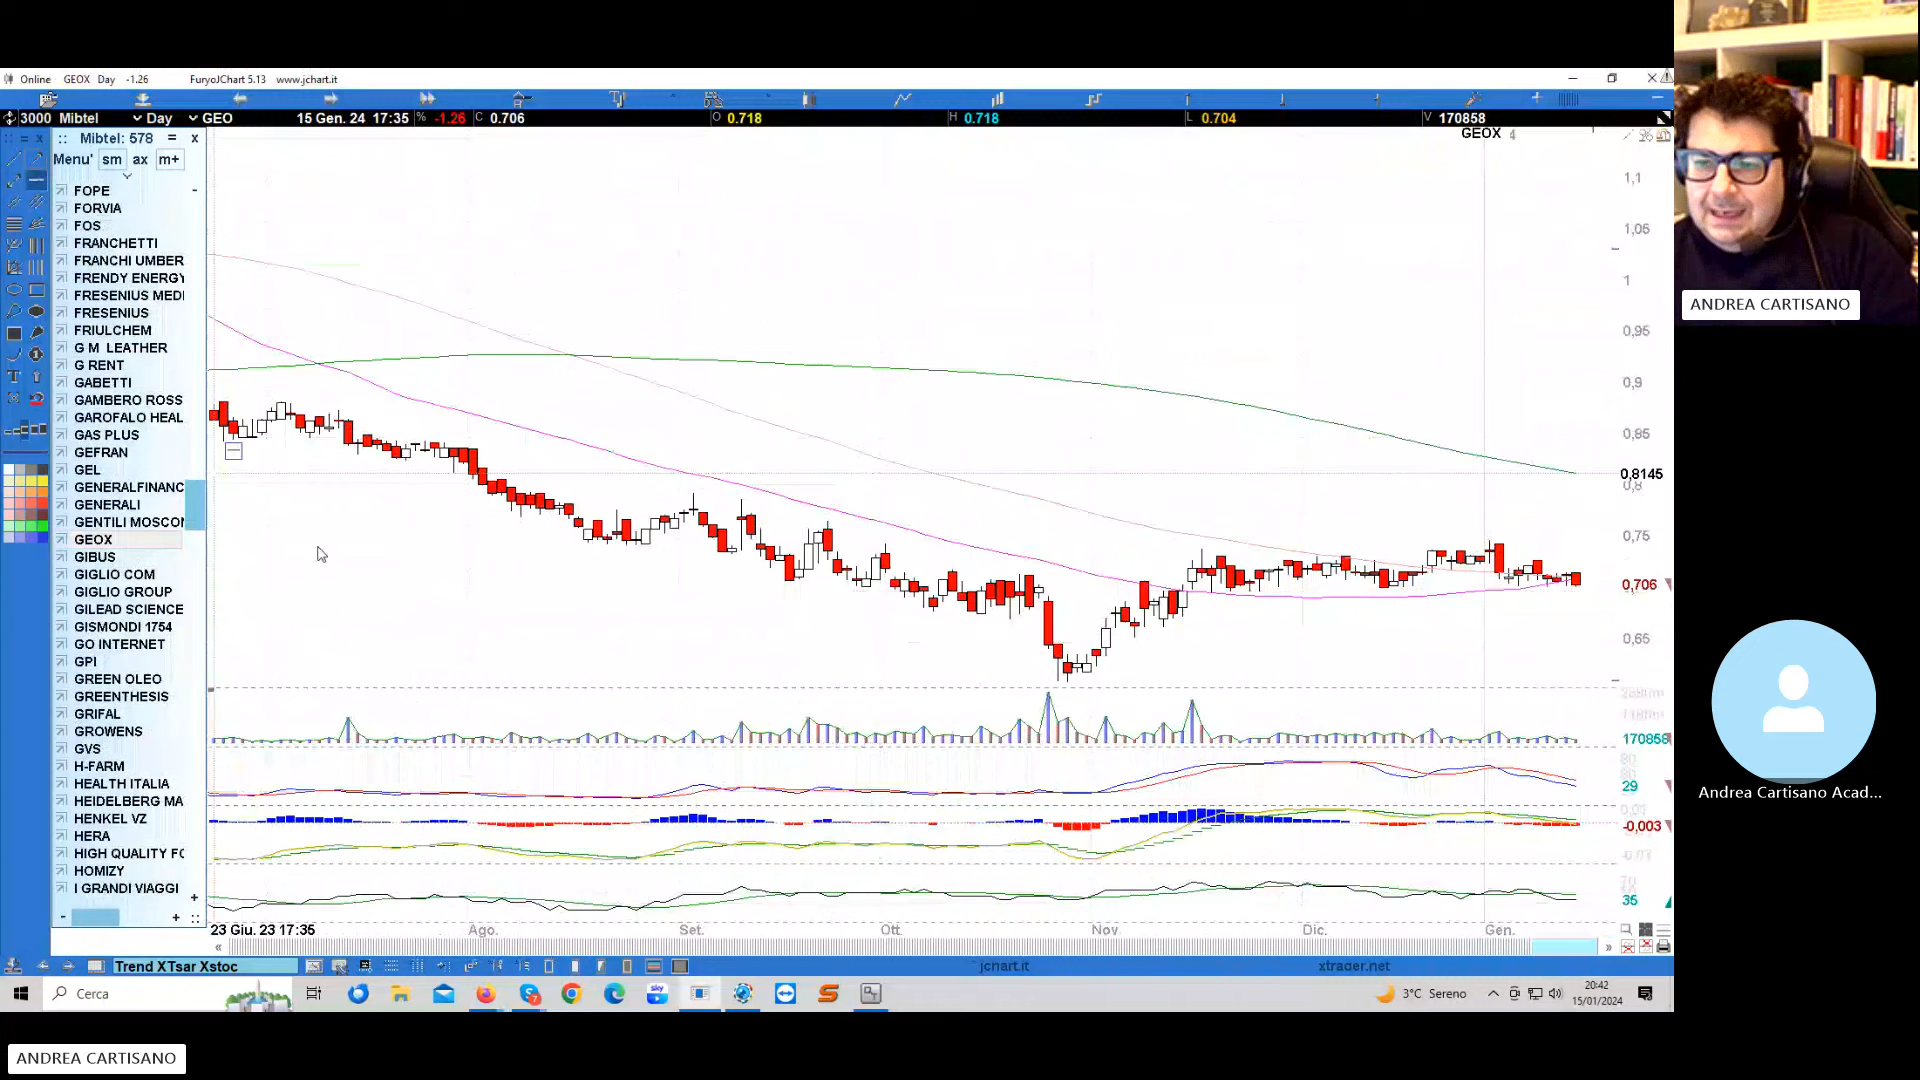 Online GEOX Day -1.26 FuryoJChart 5.13 www.jchart.it
3000 Mibtel Day GEO 15 Gen. 24 17:35 % -1.26 C 0.706 O 0.718 H 0.718 L 0.704 V 170858
Mibtel: 578 = x
GEOX 4
Menu' sm ax m+
FOPE
FORVIA
FOS
FRANCHETTI
FRANCHI UMBER
FRENDY ENERGY
FRESENIUS MEDI
FRESENIUS
FRIULCHEM
G M LEATHER
G RENT
GABETTI
GAMBERO ROSS
GAROFALO HEAL
GAS PLUS
GEFRAN
GEL
GENERALFINANC
GENERALI
GENTILI MOSCON
GEOX
GIBUS
GIGLIO COM
GIGLIO GROUP
GILEAD SCIENCE
GISMONDI 1754
GO INTERNET
GPI
GREEN OLEO
GREENTHESIS
GRIFAL
GROWENS
GVS
H-FARM
HEALTH ITALIA
HEIDELBERG MA
HENKEL VZ
HERA
HIGH QUALITY FO
HOMIZY
I GRANDI VIAGGI
1,1
1,05
1
0,95
0,9
0,85
0,8145
0,8
0,75
0,706
0,65
170858
29
-0,003
35
23 Giu. 23 17:35 Ago. Set. Ott. Nov. Dic. Gen.
Trend XTsar Xstoc jchart.it xtrader.net
Cerca
sky
7
3°C Sereno
20:42
15/01/2024
ANDREA CARTISANO
Andrea Cartisano Acad...
ANDREA CARTISANO